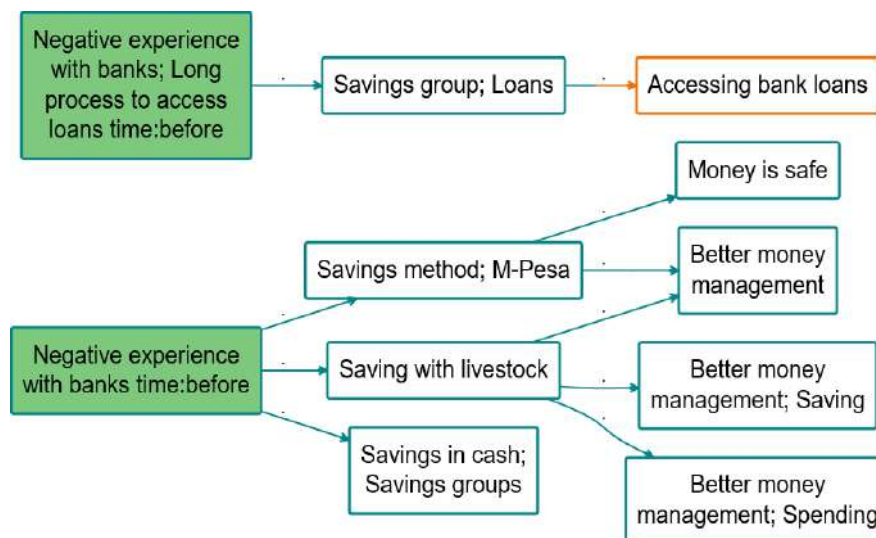 Negative experience
with banks; Long
process to access
loans time:before
Savings group; Loans
Accessing bank loans
Money is safe
Savings method; M-Pesa
Better money
management
Negative experience
with banks time:before
Saving with livestock
Better money
management; Saving
Savings in cash;
Savings groups
Better money
management; Spending